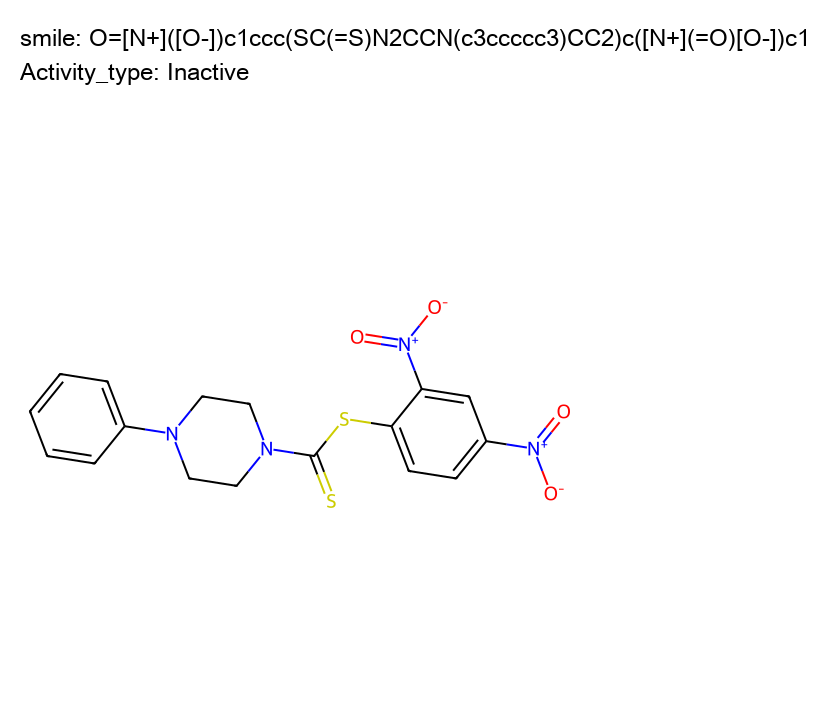 smile: O=[N+]([O-])c1ccc(SC(=S)N2CCN(c3ccccc3)CC2)c([N+](=O)[O-])c1
Activity_type: Inactive
O⁻
O N⁺
O
S
N N N⁺
S O⁻